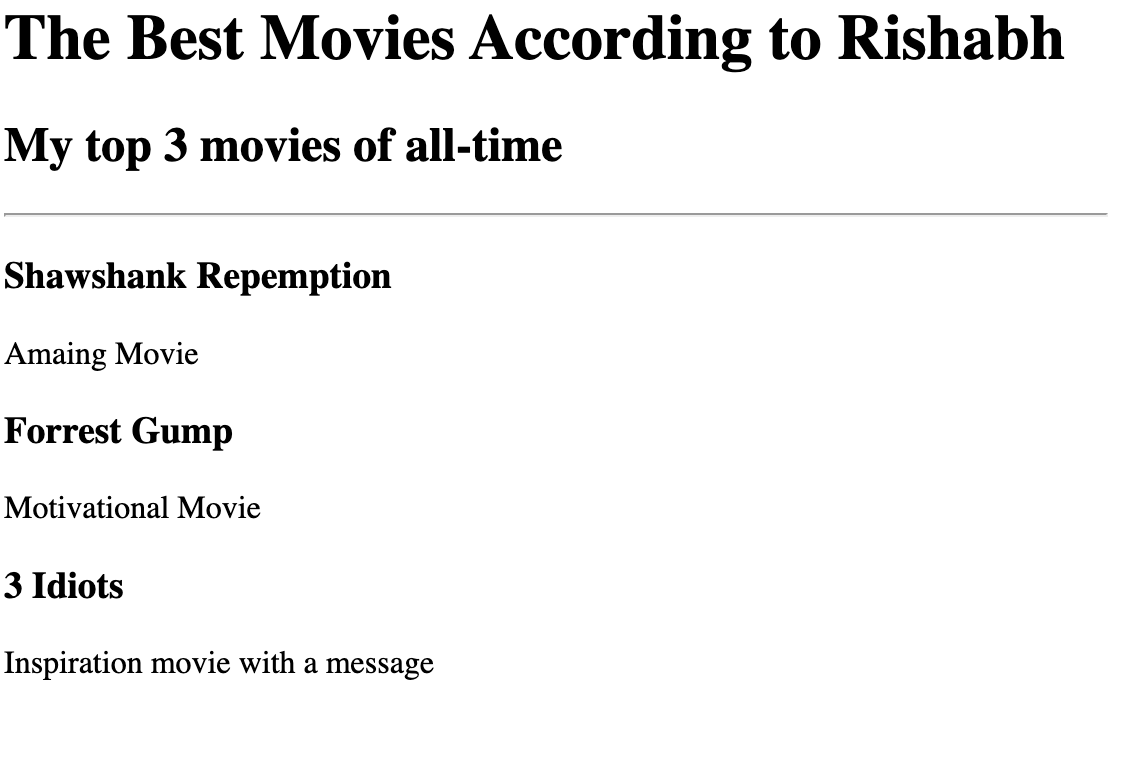 The Best Movies According to Rishabh
My top 3 movies of all-time
Shawshank Repemption
Amaing Movie
Forrest Gump
Motivational Movie
3 Idiots
Inspiration movie with a message